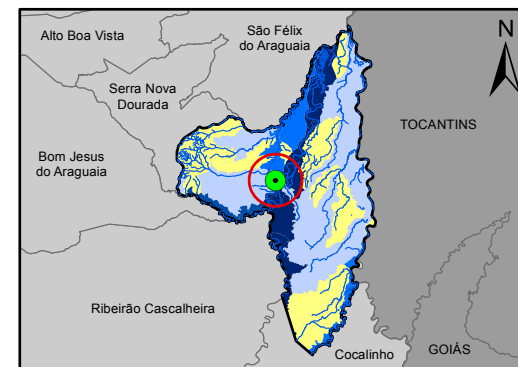 Alto Boa Vista
São Félix
do Araguaia
N
Serra Nova
Dourada
TOCANTINS
Bom Jesus
do Araguaia
Ribeirão Cascalheira
Cocalinho
GOIÁS